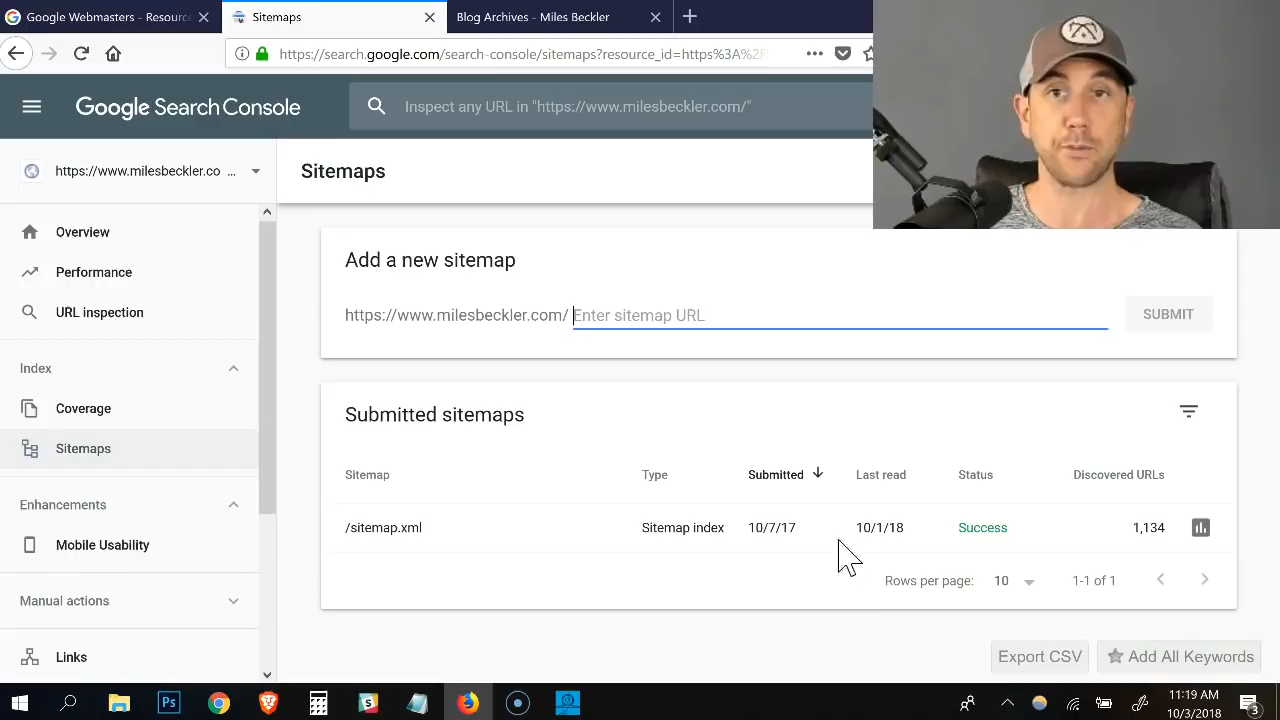 Google Webmasters - Resourc
Sitemaps
Blog Archives - Miles Beckler
https://search.google.com/search-console/sitemaps?resource_id=https%3A%2F
Google Search Console
Inspect any URL in "https://www.milesbeckler.com/"
https://www.milesbeckler.co ...
Sitemaps
Overview
Performance
URL inspection
Index
Coverage
Sitemaps
Enhancements
Mobile Usability
Manual actions
Links
Add a new sitemap
https://www.milesbeckler.com/ Enter sitemap URL
SUBMIT
Submitted sitemaps
Sitemap Type Submitted Last read Status Discovered URLs
/sitemap.xml Sitemap index 10/7/17 10/1/18 Success 1,134
Rows per page: 10 1-1 of 1
Export CSV
Add All Keywords
Ps
11:19 AM
10/3/2018
3